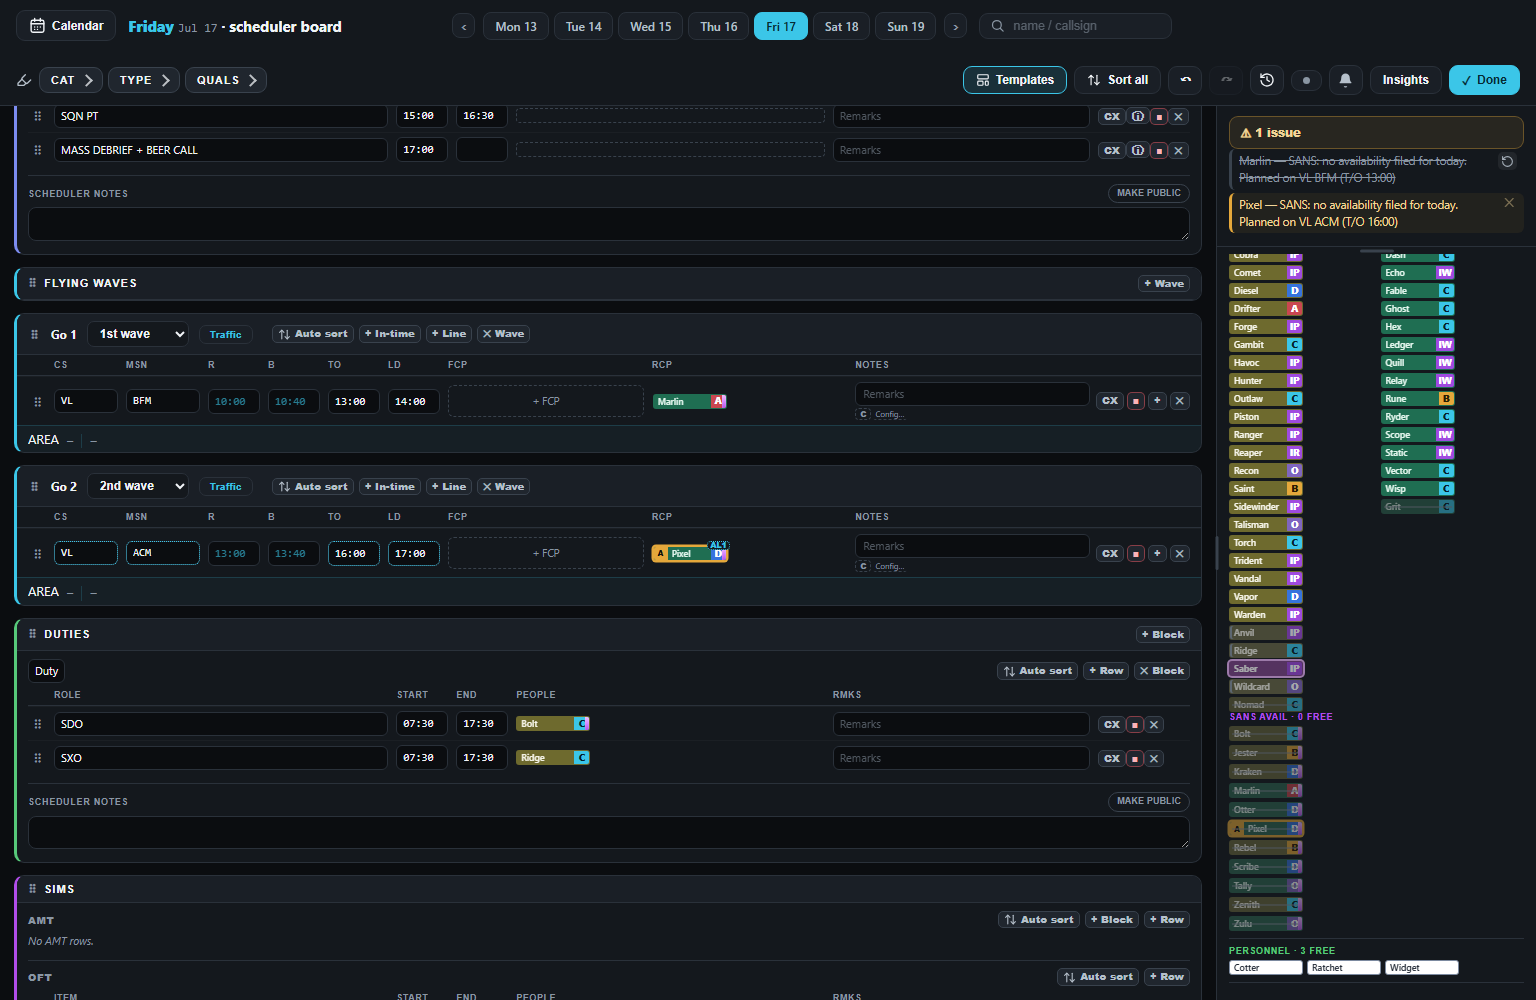 Calendar
Friday Jul 17 · scheduler board
‹ Mon 13 Tue 14 Wed 15 Thu 16 Fri 17 Sat 18 Sun 19 ›
name / callsign
CAT TYPE QUALS
Templates Sort all Insights ✓ Done
SQN PT 15:00 16:30 Remarks CX
MASS DEBRIEF + BEER CALL 17:00 Remarks CX
SCHEDULER NOTES MAKE PUBLIC
FLYING WAVES + Wave
Go 1 1st wave Traffic Auto sort + In-time + Line × Wave
CS MSN R B TO LD FCP RCP NOTES
VL BFM 10:00 10:40 13:00 14:00 + FCP Marlin A Remarks CX
C Config...
AREA – –
Go 2 2nd wave Traffic Auto sort + In-time + Line × Wave
CS MSN R B TO LD FCP RCP NOTES
VL ACM 13:00 13:40 16:00 17:00 + FCP A Pixel D AL1 Remarks CX
C Config...
AREA – –
DUTIES + Block
Duty Auto sort + Row × Block
ROLE START END PEOPLE RMKS
SDO 07:30 17:30 Bolt C Remarks CX
SXO 07:30 17:30 Ridge C Remarks CX
SCHEDULER NOTES MAKE PUBLIC
SIMS
AMT Auto sort + Block + Row
No AMT rows.
OFT Auto sort + Row
ITEM START END PEOPLE RMKS
⚠ 1 issue
Marlin — SANS: no availability filed for today.
Planned on VL BFM (T/O 13:00)
Pixel — SANS: no availability filed for today.
Planned on VL ACM (T/O 16:00)
Cobra IP
Comet IP
Diesel D
Drifter A
Forge IP
Gambit C
Havoc IP
Hunter IP
Outlaw C
Piston IP
Ranger IP
Reaper IR
Recon O
Saint B
Sidewinder IP
Talisman O
Torch C
Trident IP
Vandal IP
Vapor D
Warden IP
Anvil IP
Ridge C
Saber IP
Wildcard O
Nomad C
Dash C
Echo IW
Fable C
Ghost C
Hex C
Ledger IW
Quill IW
Relay IW
Rune B
Ryder C
Scope IW
Static IW
Vector C
Wisp C
Grit C
SANS AVAIL · 0 FREE
Bolt C
Jester B
Kraken D
Marlin A
Otter D
A Pixel D
Rebel B
Scribe D
Tally O
Zenith C
Zulu O
PERSONNEL · 3 FREE
Cotter Ratchet Widget